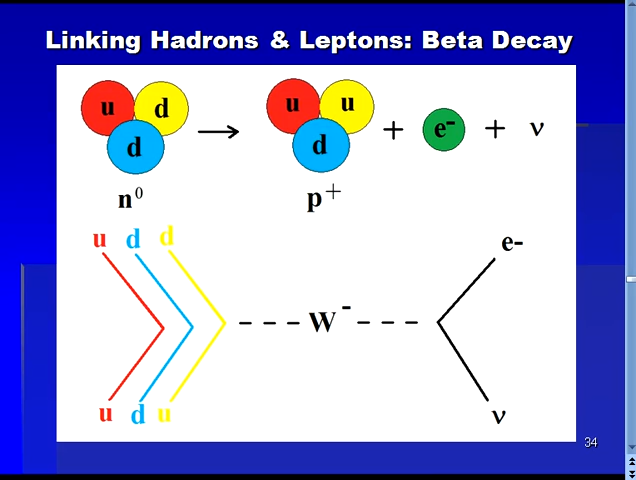 Linking Hadrons & Leptons: Beta Decay
u d u u
d → d + e⁻ + ν
n⁰ p⁺
u d d e-
---W⁻---
u d u ν
34